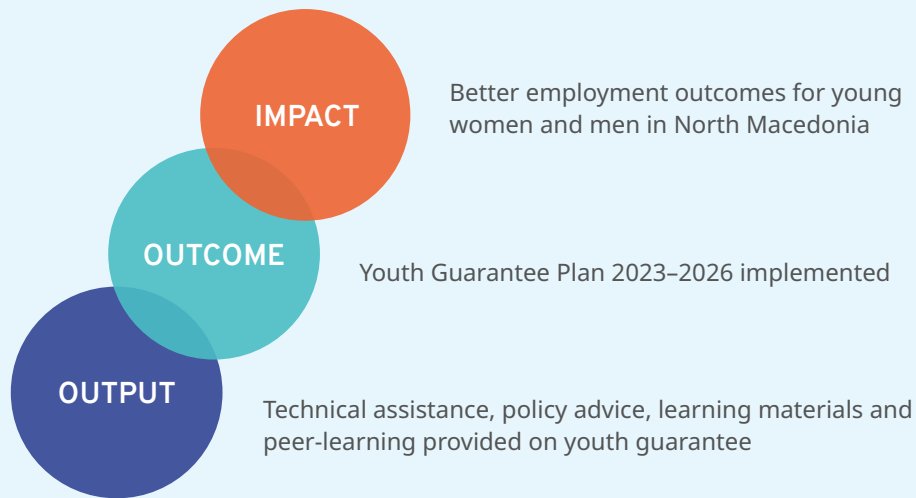 IMPACT
Better employment outcomes for young
women and men in North Macedonia
OUTCOME
Youth Guarantee Plan 2023–2026 implemented
OUTPUT
Technical assistance, policy advice, learning materials and
peer-learning provided on youth guarantee